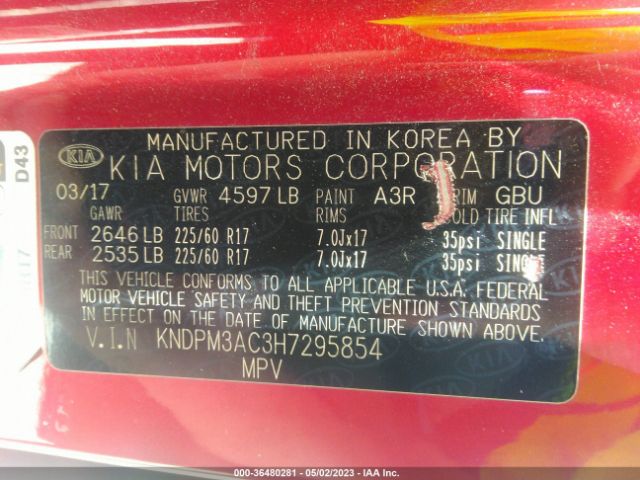 D43
MANUFACTURED IN KOREA BY
KIA KIA MOTORS CORPORATION
03/17 GVWR 4597 LB PAINT A3R TRIM GBU
GAWR TIRES RIMS COLD TIRE INFL
FRONT 2646 LB 225/60 R17 7.0Jx17 35psi SINGLE
REAR 2535 LB 225/60 R17 7.0Jx17 35psi SINGLE
THIS VEHICLE CONFORMS TO ALL APPLICABLE U.S.A. FEDERAL
MOTOR VEHICLE SAFETY AND THEFT PREVENTION STANDARDS
IN EFFECT ON THE DATE OF MANUFACTURE SHOWN ABOVE.
V.I.N KNDPM3AC3H7295854
MPV
000-36480281 - 05/02/2023 - IAA Inc.